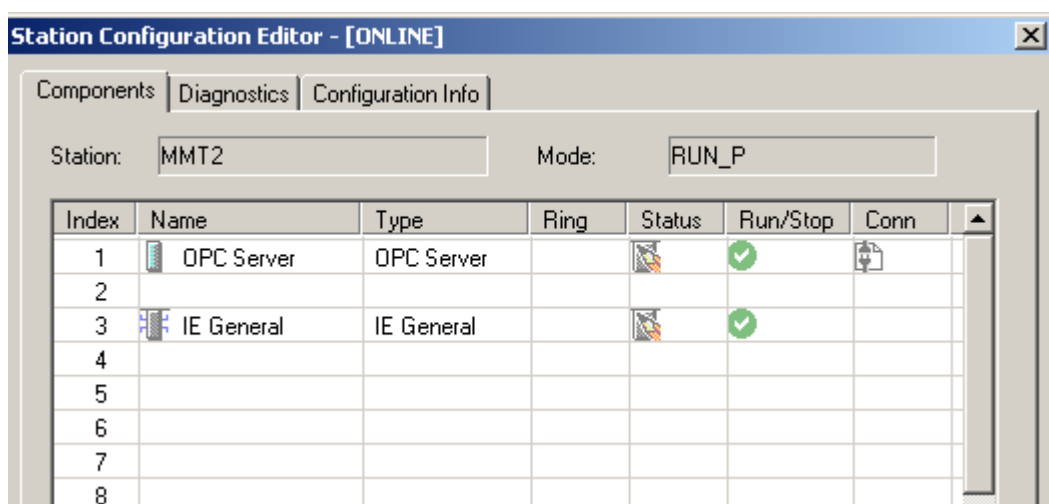 Station Configuration Editor - [ONLINE]
Components Diagnostics Configuration Info
Station: MMT2 Mode: RUN_P
Index Name Type Ring Status Run/Stop Conn
1 OPC Server OPC Server
2
3 IE General IE General
4
5
6
7
8